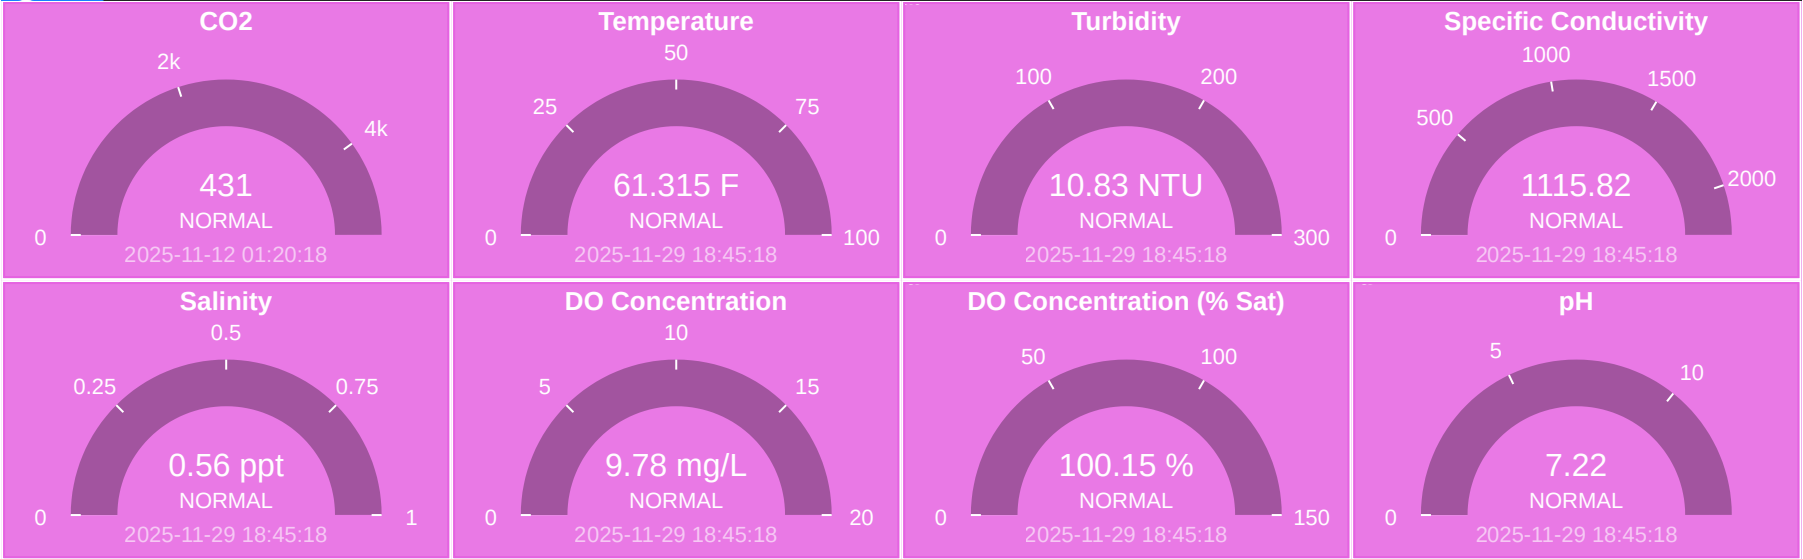 CO2
2k
4k
0
431
NORMAL
2025-11-12 01:20:18
Temperature
50
25
75
0
100
61.315 F
NORMAL
2025-11-29 18:45:18
Turbidity
100
200
0
300
10.83 NTU
NORMAL
2025-11-29 18:45:18
Specific Conductivity
1000
1500
500
2000
0
1115.82
NORMAL
2025-11-29 18:45:18
Salinity
0.5
0.25
0.75
0
1
0.56 ppt
NORMAL
2025-11-29 18:45:18
DO Concentration
10
5
15
0
20
9.78 mg/L
NORMAL
2025-11-29 18:45:18
DO Concentration (% Sat)
50
100
0
150
100.15 %
NORMAL
2025-11-29 18:45:18
pH
5
10
0
7.22
NORMAL
2025-11-29 18:45:18